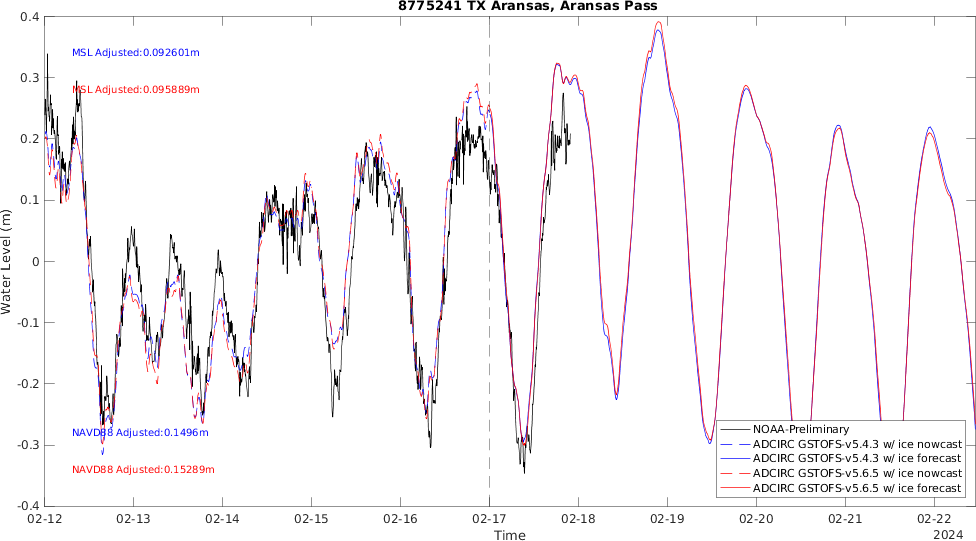 8775241 TX Aransas, Aransas Pass
0.4
0.3
0.2
0.1
0
-0.1
-0.2
-0.3
-0.4
Water Level (m)
MSL Adjusted:0.092601m
MSL Adjusted:0.095889m
NAVD88 Adjusted:0.1496m
NAVD88 Adjusted:0.15289m
NOAA-Preliminary
ADCIRC GSTOFS-v5.4.3 w/ ice nowcast
ADCIRC GSTOFS-v5.4.3 w/ ice forecast
ADCIRC GSTOFS-v5.6.5 w/ ice nowcast
ADCIRC GSTOFS-v5.6.5 w/ ice forecast
02-12 02-13 02-14 02-15 02-16 02-17 02-18 02-19 02-20 02-21 02-22
Time
2024